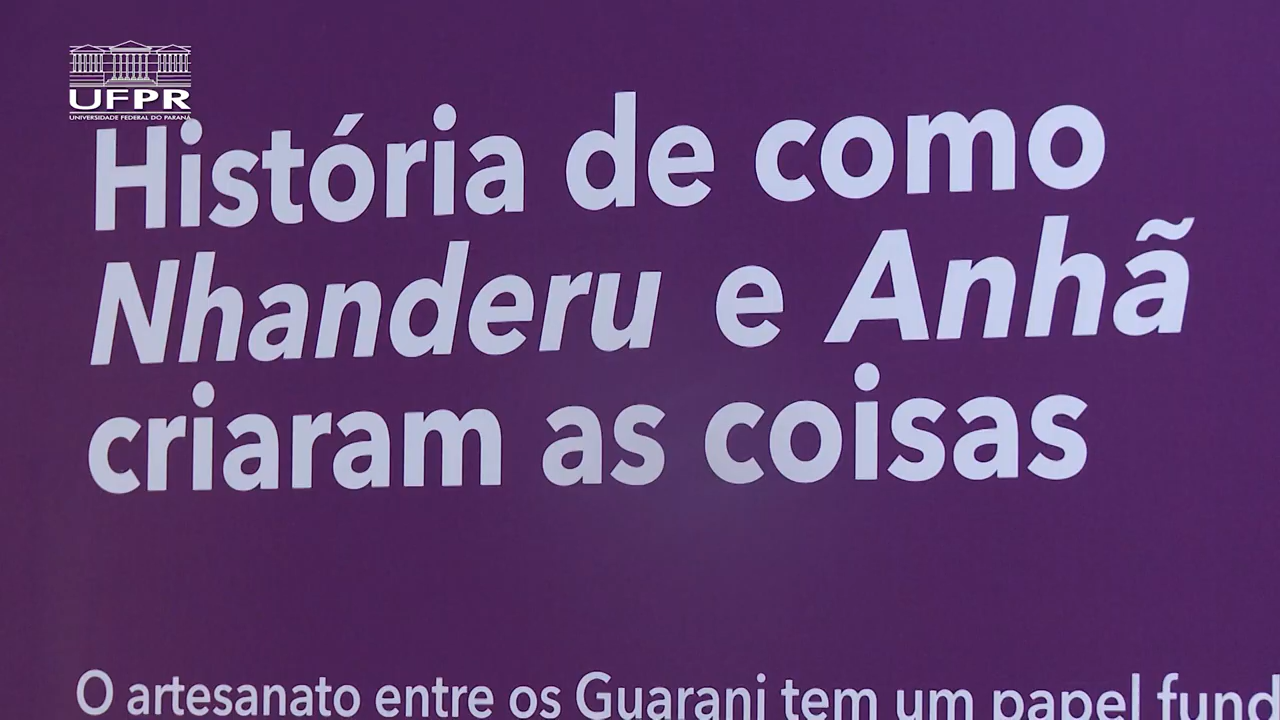 UFPR
UNIVERSIDADE FEDERAL DO PARANÁ
História de como
Nhanderu e Anhã
criaram as coisas
O artesanato entre os Guarani tem um papel